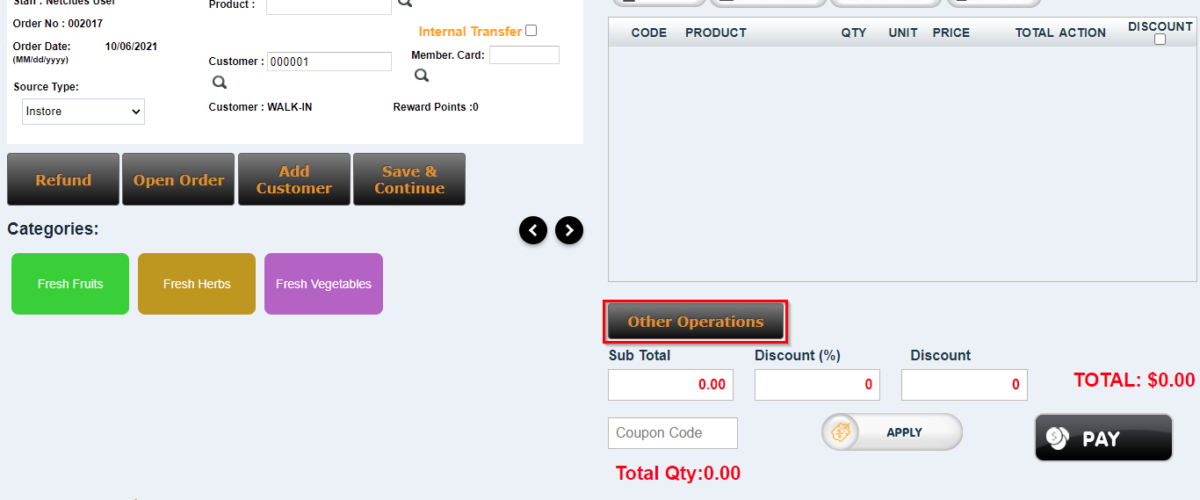 Staff : Netclues User
Product :
Order No : 002017
Internal Transfer
Order Date: 10/06/2021
(MM/dd/yyyy)
Customer : 000001
Member. Card:
Source Type:
Instore
Customer : WALK-IN
Reward Points :0
Refund
Open Order
Add
Customer
Save &
Continue
Categories:
Fresh Fruits
Fresh Herbs
Fresh Vegetables
CODE PRODUCT QTY UNIT PRICE TOTAL ACTION DISCOUNT
Other Operations
Sub Total
Discount (%)
Discount
0.00
0
0
TOTAL: $0.00
Coupon Code
APPLY
PAY
Total Qty:0.00